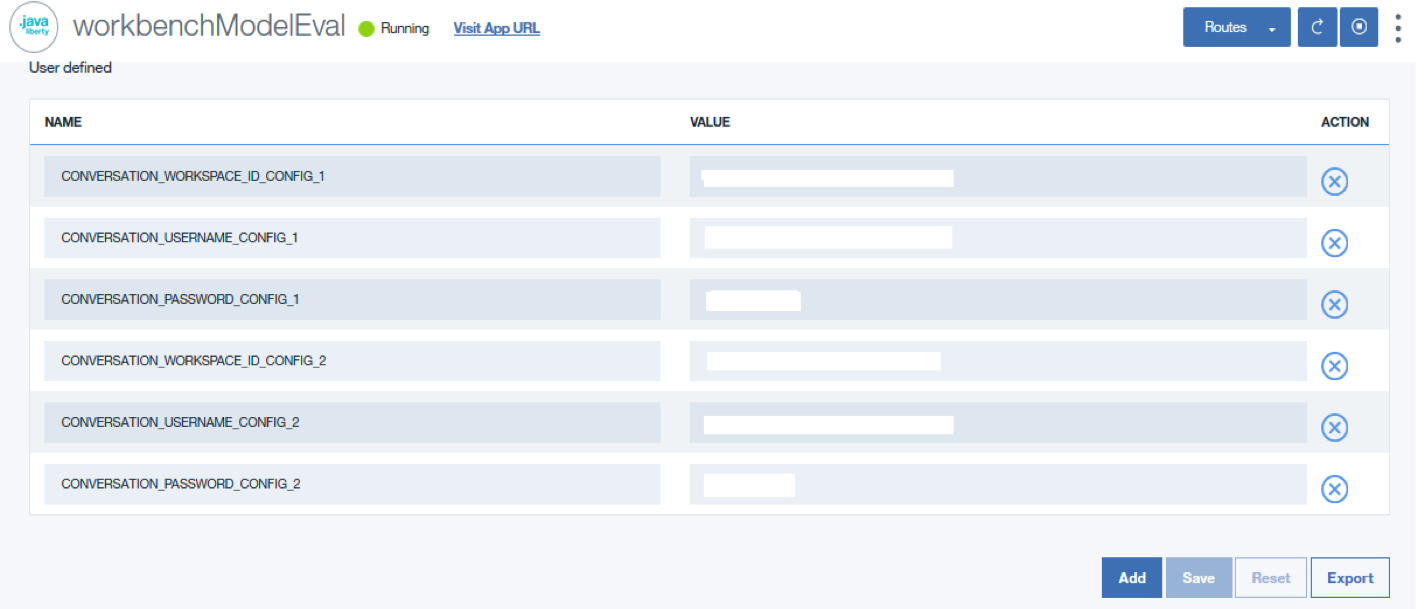 java
liberty
workbenchModelEval Running Visit App URL Routes
User defined
NAME VALUE ACTION
CONVERSATION_WORKSPACE_ID_CONFIG_1
CONVERSATION_USERNAME_CONFIG_1
CONVERSATION_PASSWORD_CONFIG_1
CONVERSATION_WORKSPACE_ID_CONFIG_2
CONVERSATION_USERNAME_CONFIG_2
CONVERSATION_PASSWORD_CONFIG_2
Add Save Reset Export